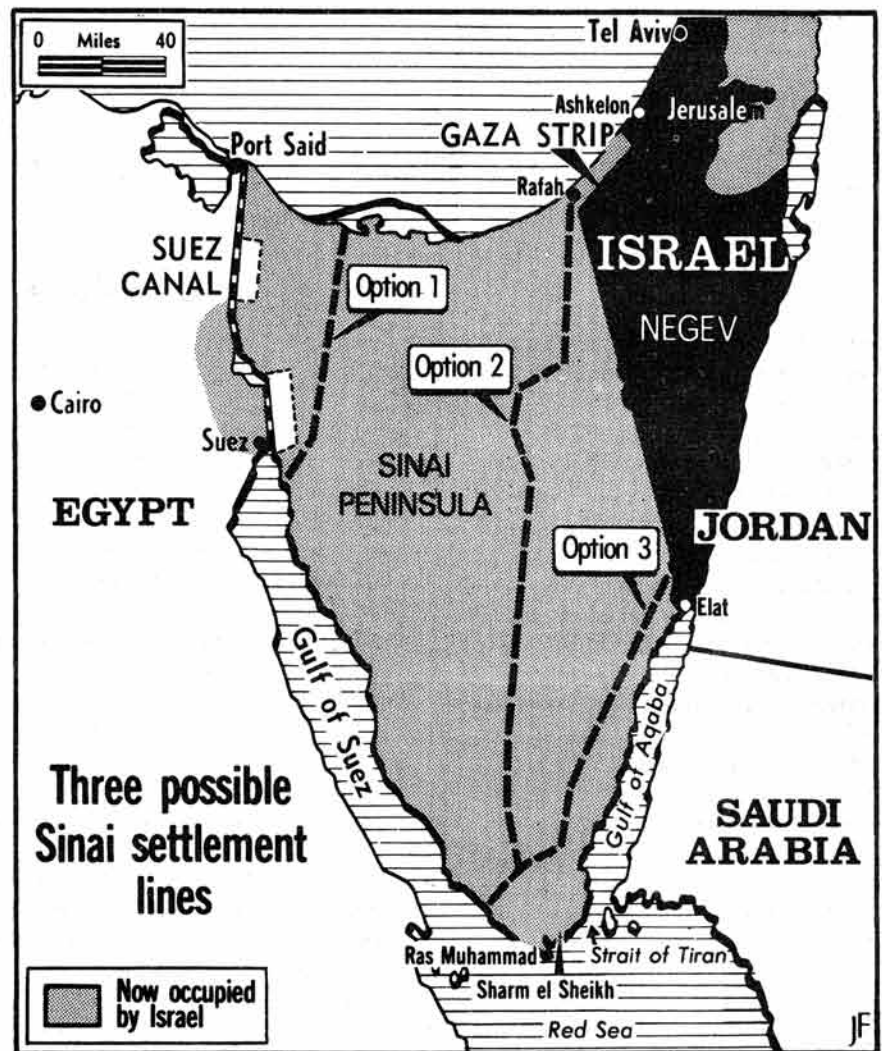 0 Miles 40
Tel Aviv
Ashkelon
Jerusalem
GAZA STRIP
Port Said
Rafah
SUEZ
CANAL
ISRAEL
Option 1
NEGEV
Option 2
Cairo
Suez
SINAI
PENINSULA
EGYPT
JORDAN
Option 3
Elat
Gulf of Suez
Gulf of Aqaba
Three possible
Sinai settlement
lines
SAUDI
ARABIA
Ras Muhammad
Strait of Tiran
Sharm el Sheikh
Now occupied
by Israel
Red Sea
JF